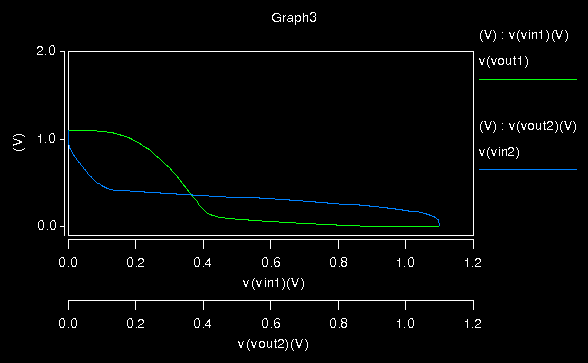 Graph3
(V) : v(vin1)(V)
v(vout1)
(V) : v(vout2)(V)
v(vin2)
(V)
2.0
1.0
0.0
0.0 0.2 0.4 0.6 0.8 1.0 1.2
v(vin1)(V)
0.0 0.2 0.4 0.6 0.8 1.0 1.2
v(vout2)(V)